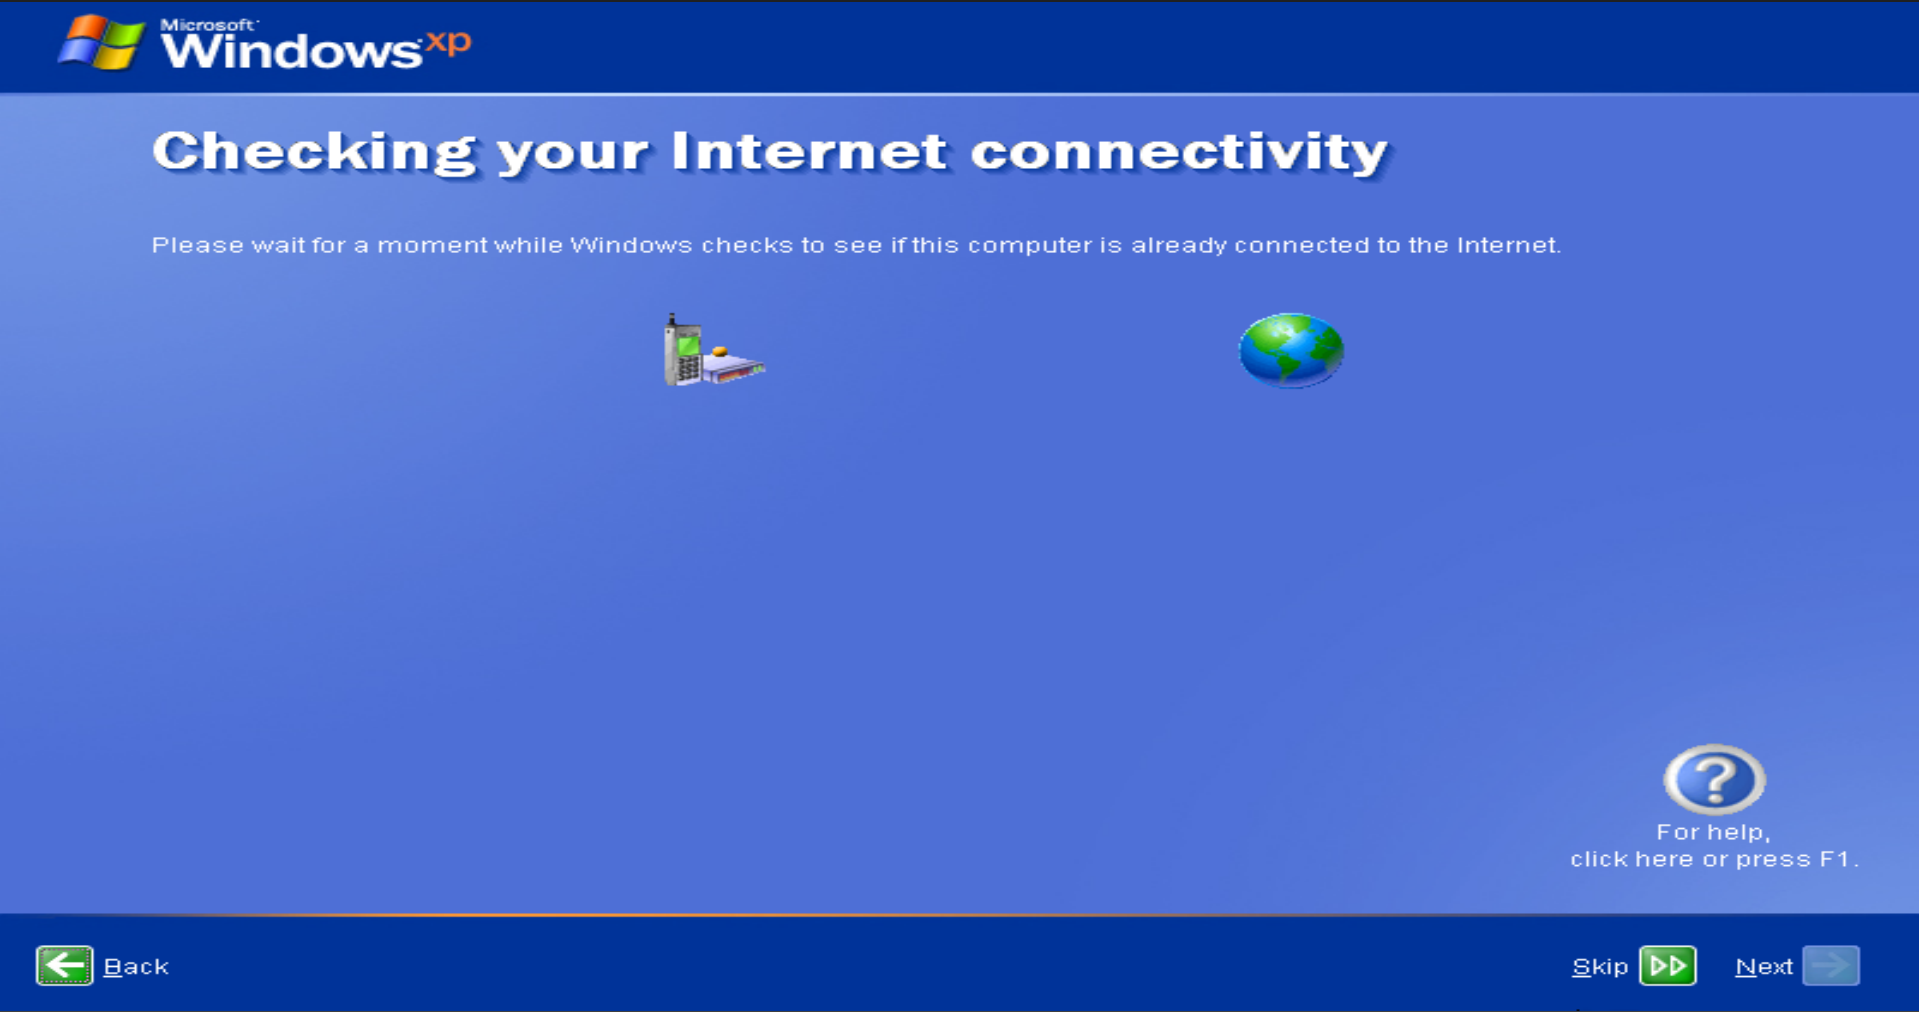 Microsoft
Windows xp
Checking your Internet connectivity
Please wait for a moment while Windows checks to see if this computer is already connected to the Internet.
For help,
click here or press F1.
Back
Skip
Next